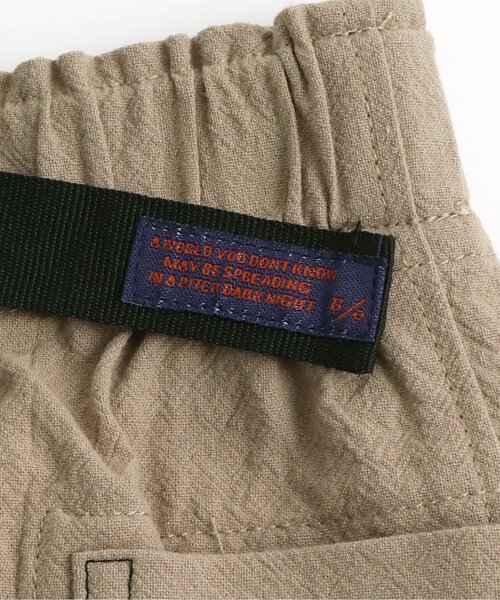 A WORLD YOU DONT KNOW
MAY BE SPREADING
IN A PITCH DARK NIGHT
G/O